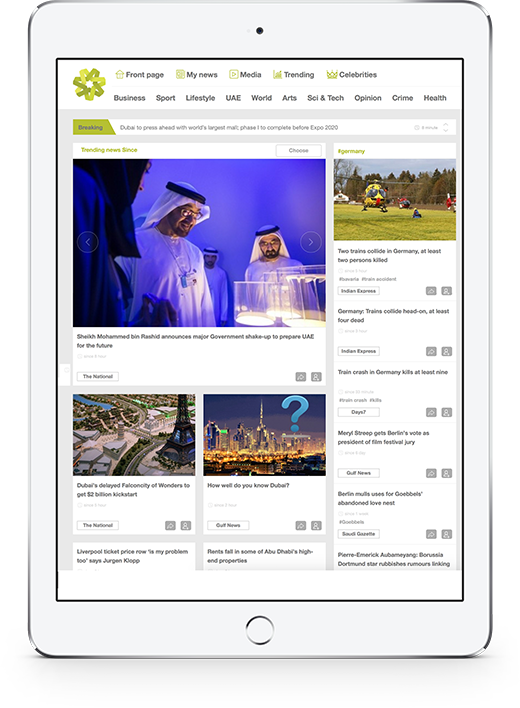 Front page My news Media Trending Celebrities
Business Sport Lifestyle UAE World Arts Sci & Tech Opinion Crime Health
Breaking Dubai to press ahead with world's largest mall; phase I to complete before Expo 2020
Trending news Since Choose
Sheikh Mohammed bin Rashid announces major Government shake-up to prepare UAE
for the future
The National
Dubai's delayed Falconcity of Wonders to
get $2 billion kickstart
The National
?
How well do you know Dubai?
Gulf News
Liverpool ticket price row 'is my problem
too' says Jurgen Klopp
Rents fall in some of Abu Dhabi's high-
end properties
#germany
Two trains collide in Germany, at least
two persons killed
#bavaria #train accident
Indian Express
Germany: Trains collide head-on, at least
four dead
Indian Express
Train crash in Germany kills at least nine
#train crash #kills
Days7
Meryl Streep gets Berlin's vote as
president of film festival jury
Gulf News
Berlin mulls uses for Goebbels'
abandoned love nest
#Goebbels
Saudi Gazette
Pierre-Emerick Aubameyang: Borussia
Dortmund star rubbishes rumours linking